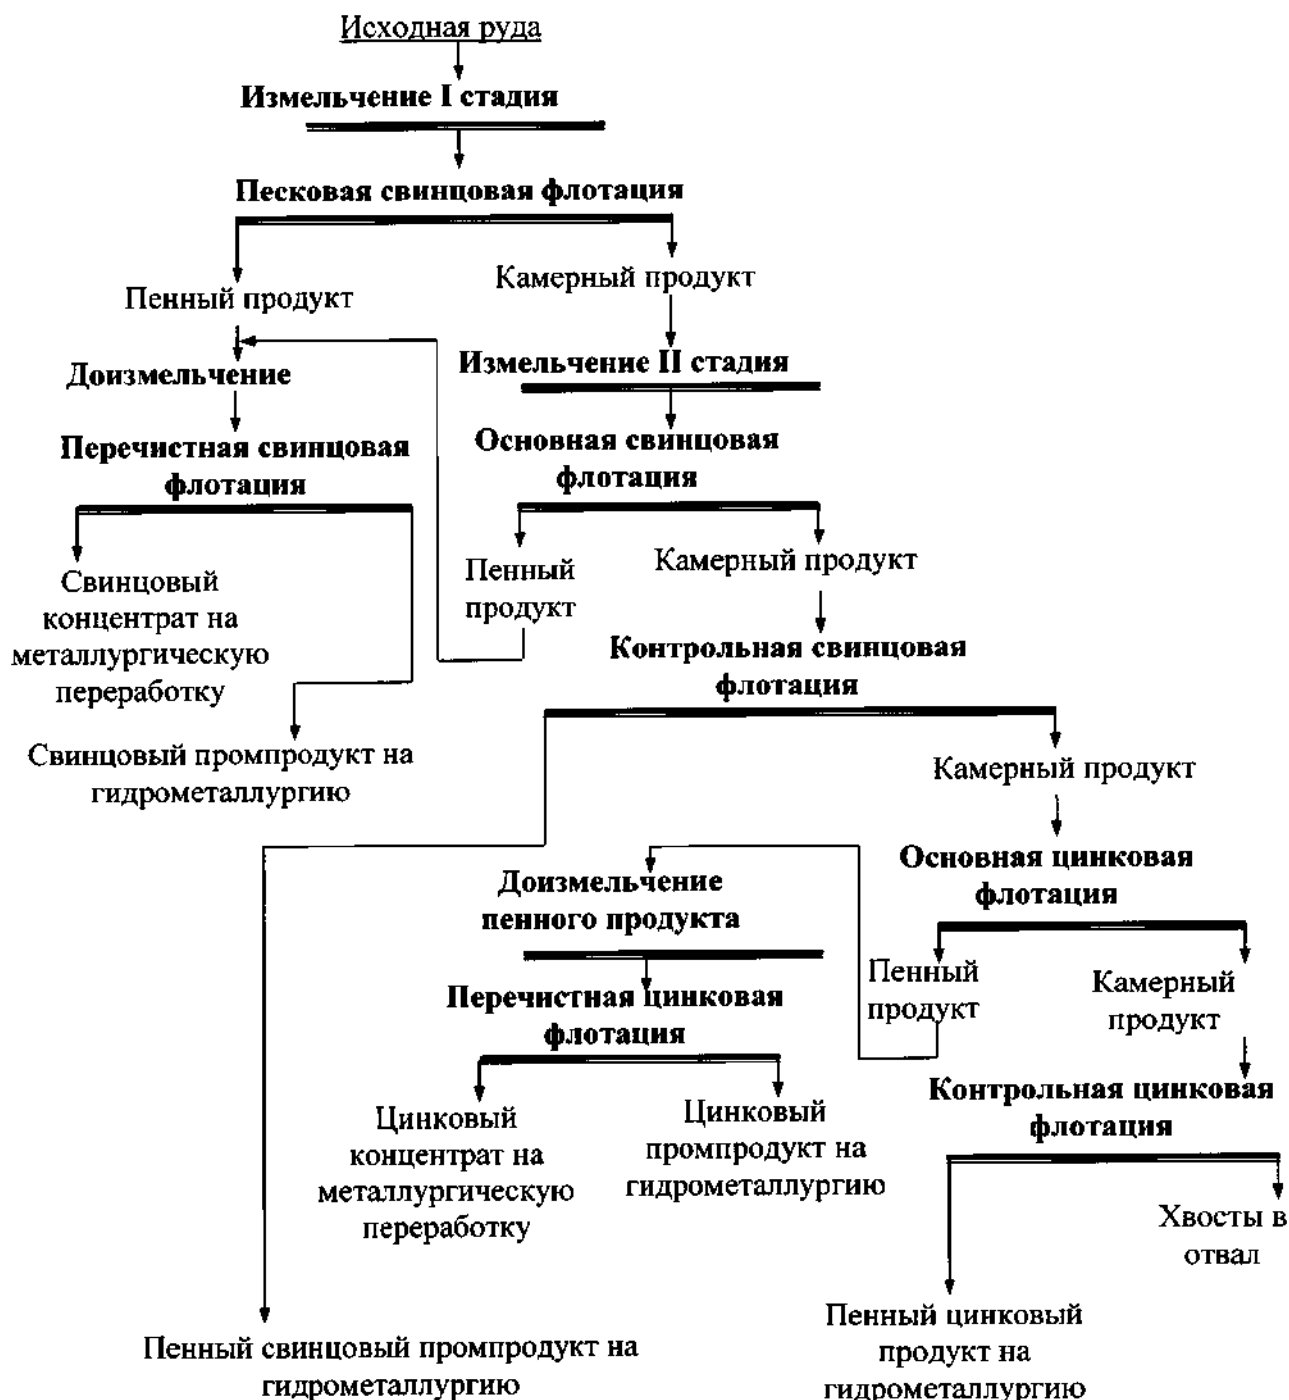 Исходная руда
Измельчение I стадия
Песковая свинцовая флотация
Пенный продукт
Камерный продукт
Доизмельчение
Измельчение II стадия
Перечистная свинцовая
флотация
Основная свинцовая
флотация
Свинцовый
концентрат на
металлургическую
переработку
Пенный
продукт
Камерный продукт
Контрольная свинцовая
флотация
Свинцовый промпродукт на
гидрометаллургию
Камерный продукт
Доизмельчение
пенного продукта
Основная цинковая
флотация
Пенный
продукт
Камерный
продукт
Перечистная цинковая
флотация
Контрольная цинковая
флотация
Цинковый
концентрат на
металлургическую
переработку
Цинковый
промпродукт на
гидрометаллургию
Хвосты в
отвал
Пенный свинцовый промпродукт на
гидрометаллургию
Пенный цинковый
продукт на
гидрометаллургию